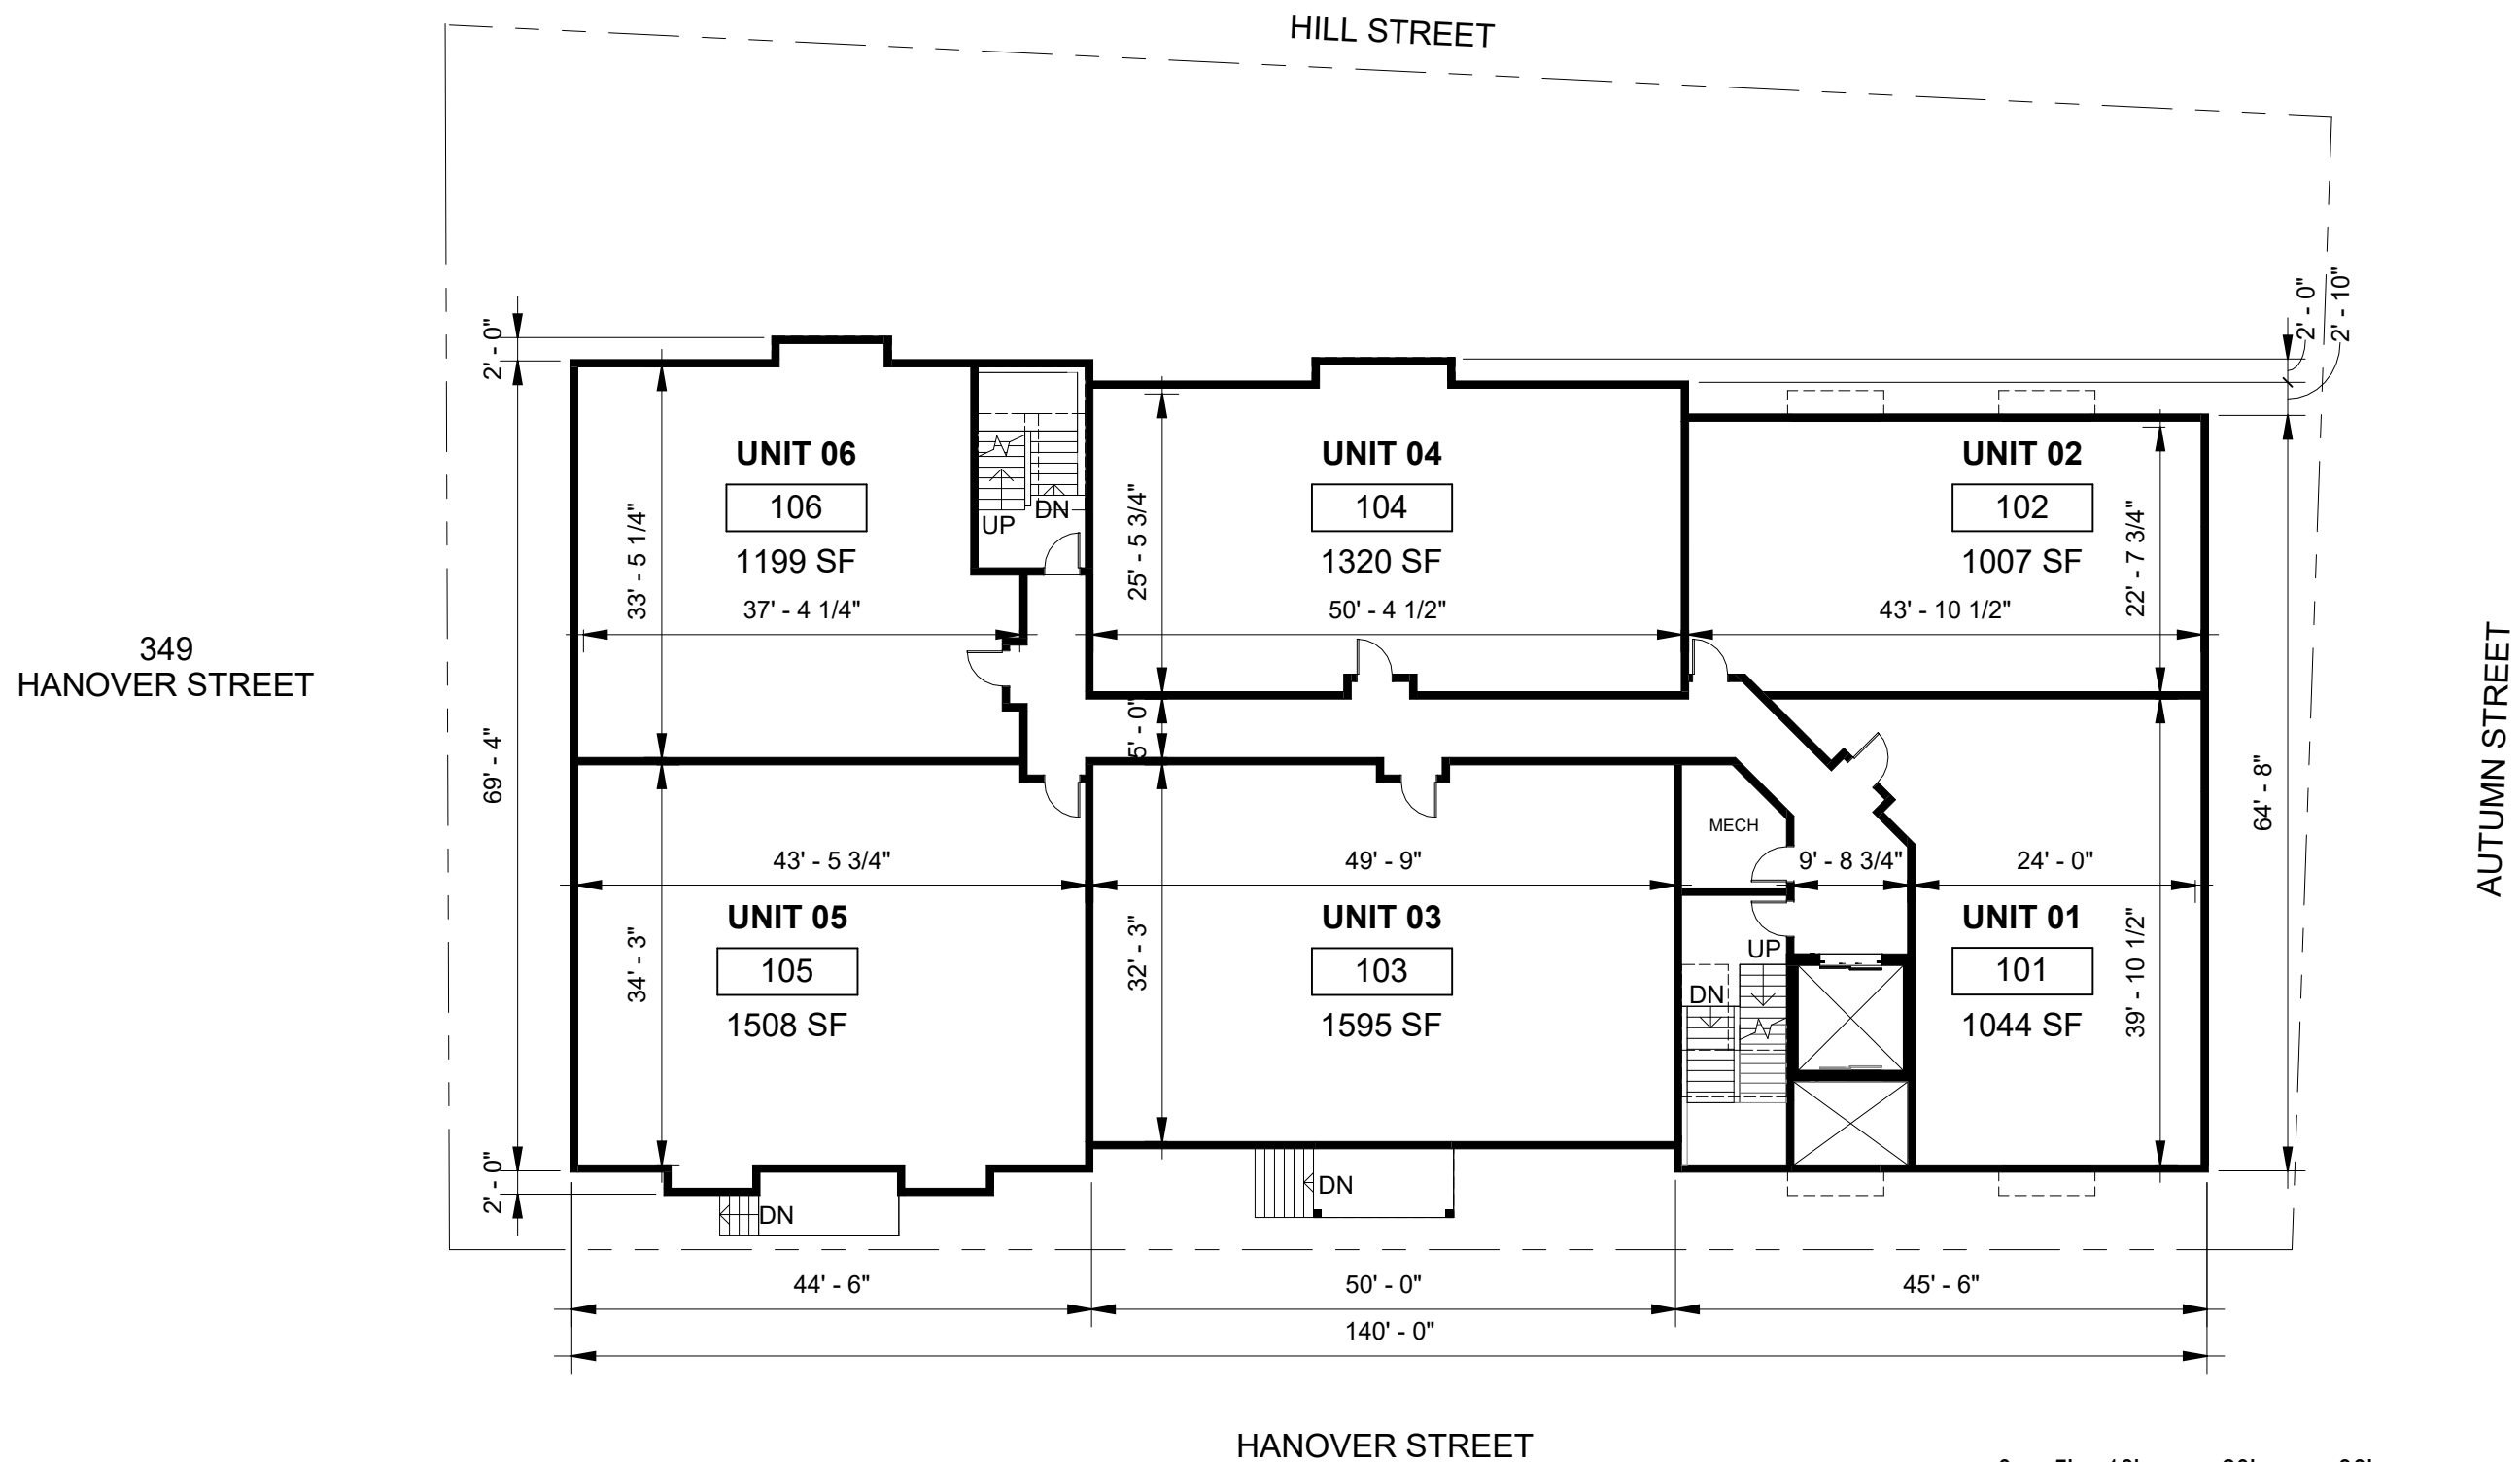 HILL STREET
2' - 0"
2' - 10"
2' - 0"
UNIT 06
106
1199 SF
37' - 4 1/4"
33' - 5 1/4"
UP
DN
UNIT 04
104
1320 SF
50' - 4 1/2"
25' - 5 3/4"
UNIT 02
102
1007 SF
43' - 10 1/2"
22' - 7 3/4"
349
HANOVER STREET
AUTUMN STREET
69' - 4"
5' - 0"
64' - 8"
MECH
43' - 5 3/4"
49' - 9"
9' - 8 3/4"
24' - 0"
UNIT 05
105
1508 SF
34' - 3"
UNIT 03
103
1595 SF
32' - 3"
UP
DN
UNIT 01
101
1044 SF
39' - 10 1/2"
2' - 0"
DN
DN
44' - 6"
50' - 0"
45' - 6"
140' - 0"
HANOVER STREET